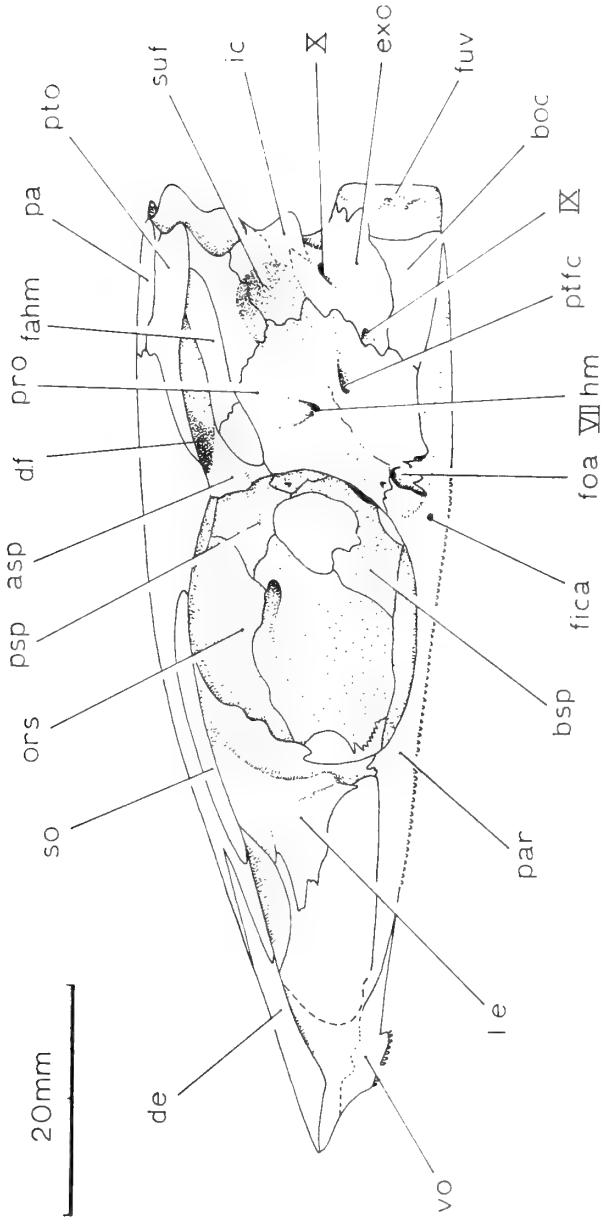 20mm
de
so
ors
psp
asp
df
pro
fahm
pa
pto
suf
ic
X
exo
fuv
boc
IX
ptfc
VII hm
foa
fica
bsp
par
le
vo